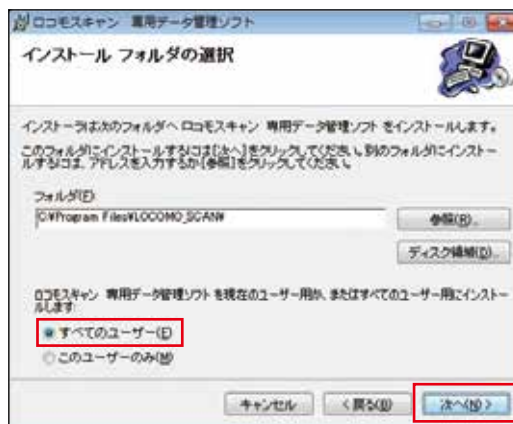 ロコモスキャン 専用データ管理ソフト
インストール フォルダの選択
インストーラは次のフォルダへ ロコモスキャン 専用データ管理ソフト をインストールします。
このフォルダにインストールするには[次へ]をクリックしてください。別のフォルダにインストー
ルするには、アドレスを入力するか[参照]をクリックしてください。
フォルダ(F)
C:¥Program Files¥LOCOMO_SCAN¥
参照(R)...
ディスク領域(D)...
ロコモスキャン 専用データ管理ソフト を現在のユーザー用か、またはすべてのユーザー用にインストー
ルします:
すべてのユーザー(E)
このユーザーのみ(M)
キャンセル
< 戻る(B)
次へ(N) >